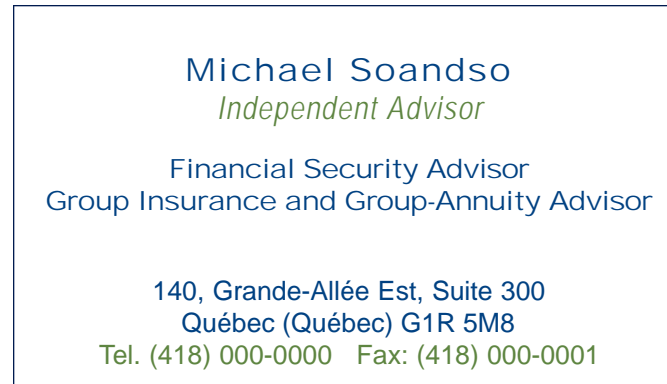 Michael Soandso
Independent Advisor
Financial Security Advisor
Group Insurance and Group-Annuity Advisor
140, Grande-Allée Est, Suite 300
Québec (Québec) G1R 5M8
Tel. (418) 000-0000 Fax: (418) 000-0001